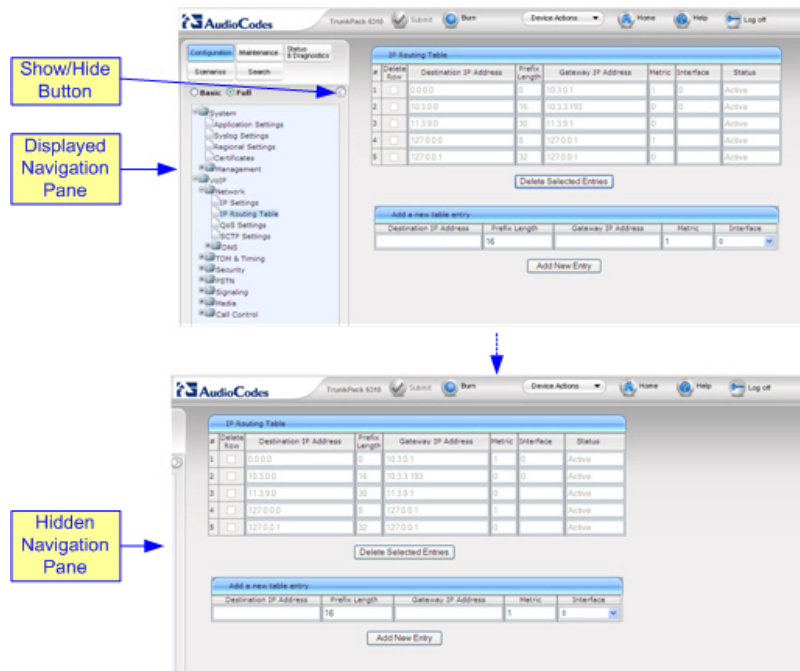 AudioCodes TrunkPack 6310 Submit Burn Device Actions Home Help Log off
Configuration Maintenance Status & Diagnostics
Scenarios Search
Basic Full
Show/Hide Button
Displayed Navigation Pane
System
Application Settings
Syslog Settings
Regional Settings
Certificates
Management
VoIP
Network
IP Settings
IP Routing Table
QoS Settings
SCTP Settings
DNS
TDM & Timing
Security
PSTN
Signaling
Media
Call Control
IP Routing Table
# Delete Row Destination IP Address Prefix Length Gateway IP Address Metric Interface Status
1 0.0.0.0 0 10.3.0.1 1 0 Active
2 10.3.0.0 16 10.3.3.193 0 0 Active
3 11.3.9.0 30 11.3.9.1 0 0 Active
4 127.0.0.0 8 127.0.0.1 1 Active
5 127.0.0.1 32 127.0.0.1 0 Active
Delete Selected Entries
Add a new table entry
Destination IP Address Prefix Length Gateway IP Address Metric Interface
16 1 0
Add New Entry
AudioCodes TrunkPack 6310 Submit Burn Device Actions Home Help Log off
Hidden Navigation Pane
IP Routing Table
# Delete Row Destination IP Address Prefix Length Gateway IP Address Metric Interface Status
1 0.0.0.0 0 10.3.0.1 1 0 Active
2 10.3.0.0 16 10.3.3.193 0 0 Active
3 11.3.9.0 30 11.3.9.1 0 Active
4 127.0.0.0 8 127.0.0.1 1 Active
5 127.0.0.1 32 127.0.0.1 0 Active
Delete Selected Entries
Add a new table entry
Destination IP Address Prefix Length Gateway IP Address Metric Interface
16 1 0
Add New Entry